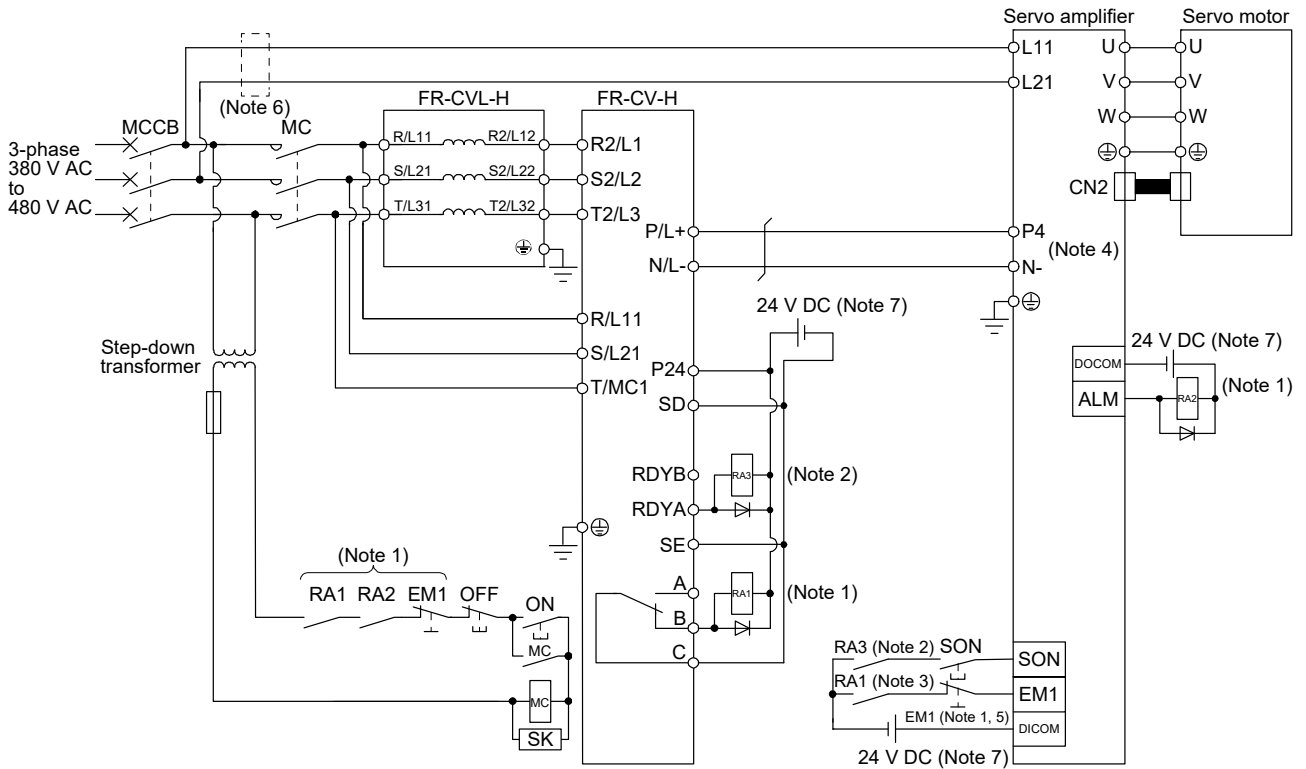 Servo amplifier
Servo motor
L11
U
U
L21
V
V
(Note 6)
FR-CVL-H
FR-CV-H
W
W
MCCB
MC
R/L11
R2/L12
R2/L1
3-phase
380 V AC
to
480 V AC
S/L21
S2/L22
S2/L2
CN2
T/L31
T2/L32
T2/L3
P/L+
P4
(Note 4)
N/L-
N-
24 V DC (Note 7)
R/L11
Step-down
transformer
S/L21
24 V DC (Note 7)
P24
DOCOM
T/MC1
SD
ALM
RA2
(Note 1)
RDYB
RA3
(Note 2)
RDYA
SE
(Note 1)
RA1
RA2
EM1
OFF
ON
A
RA1
(Note 1)
B
MC
C
RA3 (Note 2)
SON
SON
RA1 (Note 3)
EM1
MC
EM1 (Note 1, 5)
DICOM
SK
24 V DC (Note 7)